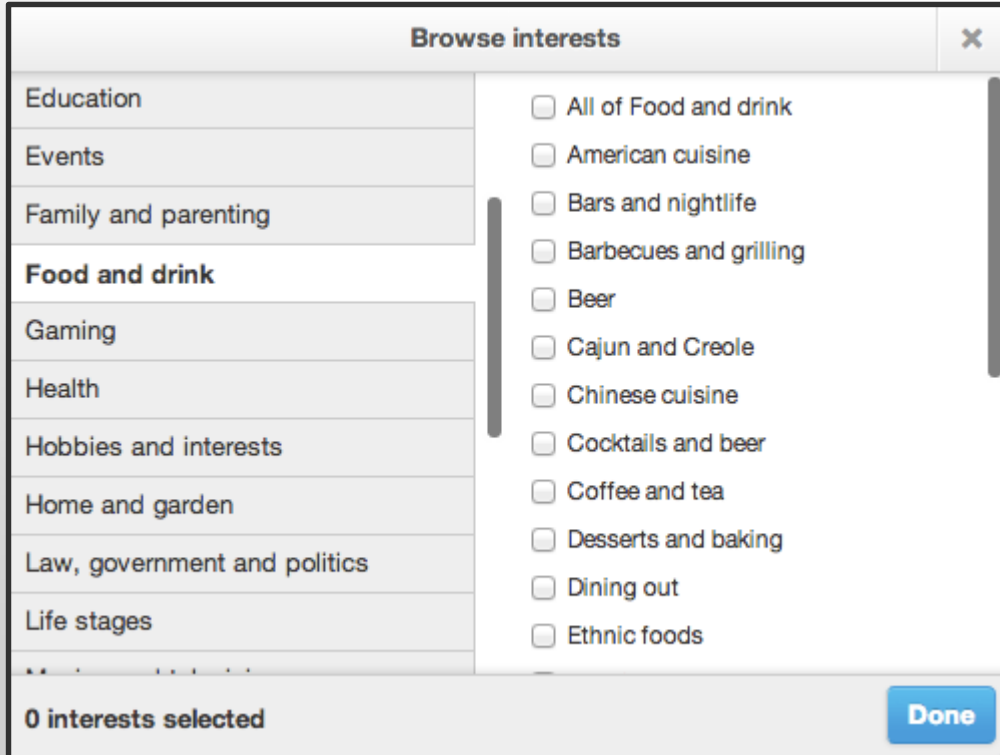 Browse interests
Education
Events
Family and parenting
Food and drink
Gaming
Health
Hobbies and interests
Home and garden
Law, government and politics
Life stages
All of Food and drink
American cuisine
Bars and nightlife
Barbecues and grilling
Beer
Cajun and Creole
Chinese cuisine
Cocktails and beer
Coffee and tea
Desserts and baking
Dining out
Ethnic foods
0 interests selected
Done